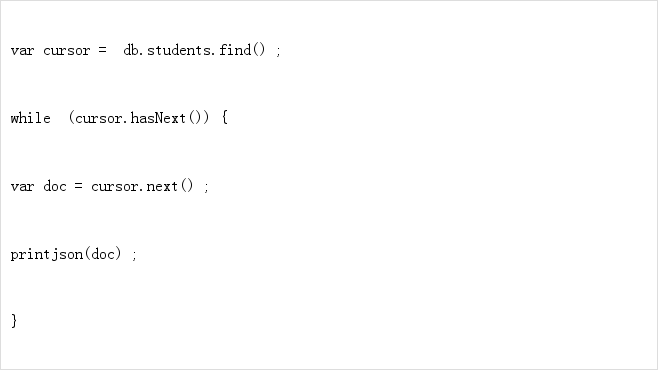 var cursor =  db.students.find() ;
while  (cursor.hasNext()) {
var doc = cursor.next() ;
printjson(doc) ;
}